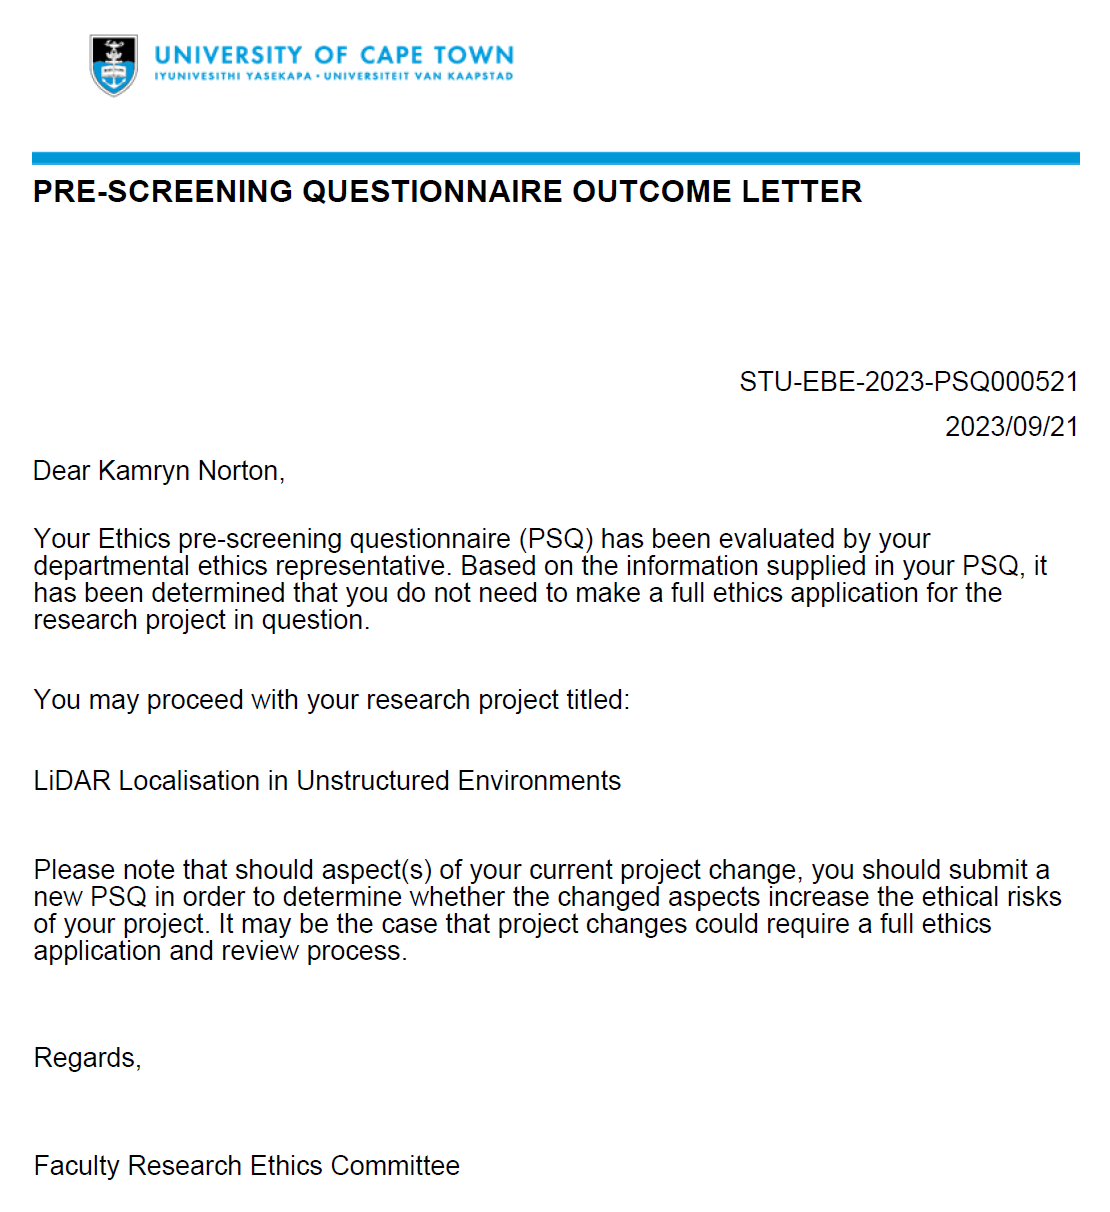 UNIVERSITY OF CAPE TOWN
IYUNIVESITHI YASEKAPA • UNIVERSITEIT VAN KAAPSTAD
PRE-SCREENING QUESTIONNAIRE OUTCOME LETTER
STU-EBE-2023-PSQ000521
2023/09/21
Dear Kamryn Norton,
Your Ethics pre-screening questionnaire (PSQ) has been evaluated by your
departmental ethics representative. Based on the information supplied in your PSQ, it
has been determined that you do not need to make a full ethics application for the
research project in question.
You may proceed with your research project titled:
LiDAR Localisation in Unstructured Environments
Please note that should aspect(s) of your current project change, you should submit a
new PSQ in order to determine whether the changed aspects increase the ethical risks
of your project. It may be the case that project changes could require a full ethics
application and review process.
Regards,
Faculty Research Ethics Committee